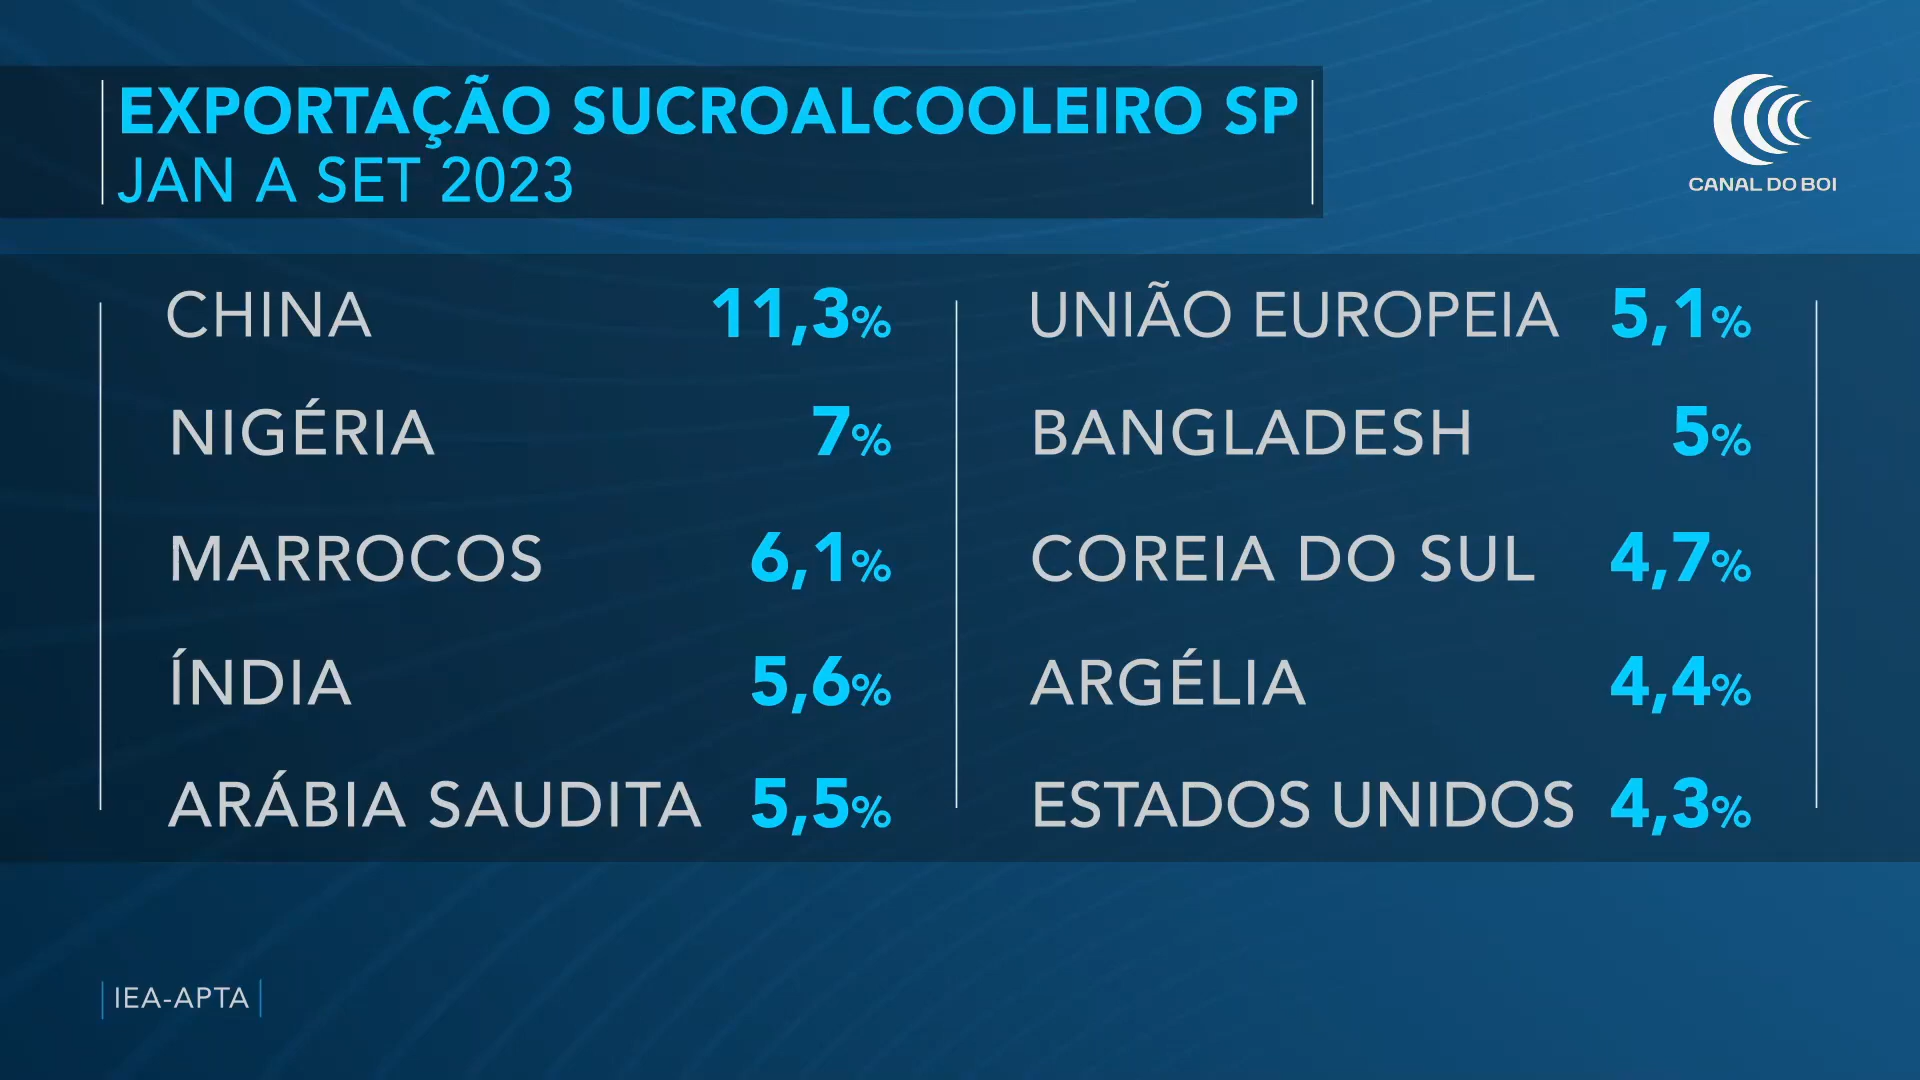 EXPORTAÇÃO SUCROALCOOLEIRO SP
JAN A SET 2023
CANAL DO BOI
CHINA 11,3%
NIGÉRIA 7%
MARROCOS 6,1%
ÍNDIA 5,6%
ARÁBIA SAUDITA 5,5%
UNIÃO EUROPEIA 5,1%
BANGLADESH 5%
COREIA DO SUL 4,7%
ARGÉLIA 4,4%
ESTADOS UNIDOS 4,3%
IEA-APTA